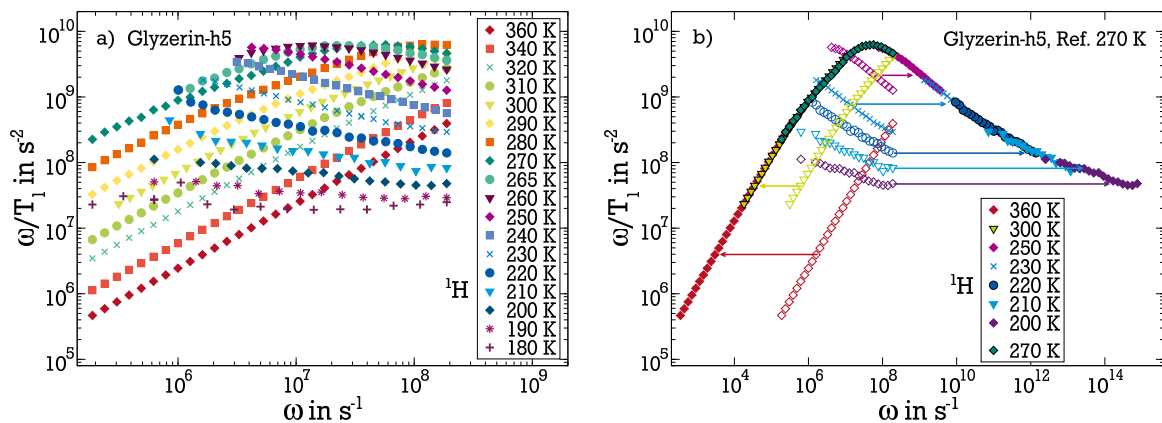 a) Glyzerin-h5
10¹⁰
10⁹
10⁸
10⁷
10⁶
10⁵
ω/T₁ in s⁻²
10⁶ 10⁷ 10⁸ 10⁹
ω in s⁻¹
¹H
360 K
340 K
320 K
310 K
300 K
290 K
280 K
270 K
265 K
260 K
250 K
240 K
230 K
220 K
210 K
200 K
190 K
180 K
b) Glyzerin-h5, Ref. 270 K
10¹⁰
10⁹
10⁸
10⁷
10⁶
10⁵
ω/T₁ in s⁻²
10⁴ 10⁶ 10⁸ 10¹⁰ 10¹² 10¹⁴
ω in s⁻¹
¹H
360 K
300 K
250 K
230 K
220 K
210 K
200 K
270 K